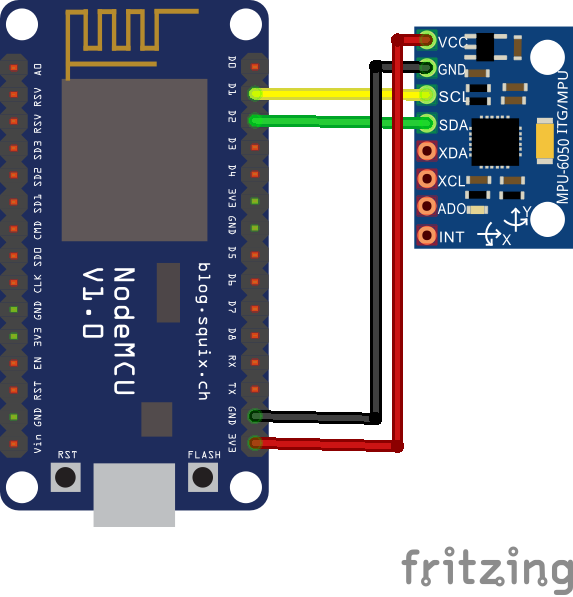 A0
RSV
RSV
SD3
SD2
SD1
CMD
SD0
CLK
GND
3V3
EN
RST
GND
Vin
D0
D1
D2
D3
D4
3V3
GND
D5
D6
D7
D8
RX
TX
GND
3V3
NodeMCU
V1.0
blog.squix.ch
RST
FLASH
VCC
GND
SCL
SDA
XDA
XCL
ADO
INT
MPU-6050 ITG/MPU
Y
X
fritzing